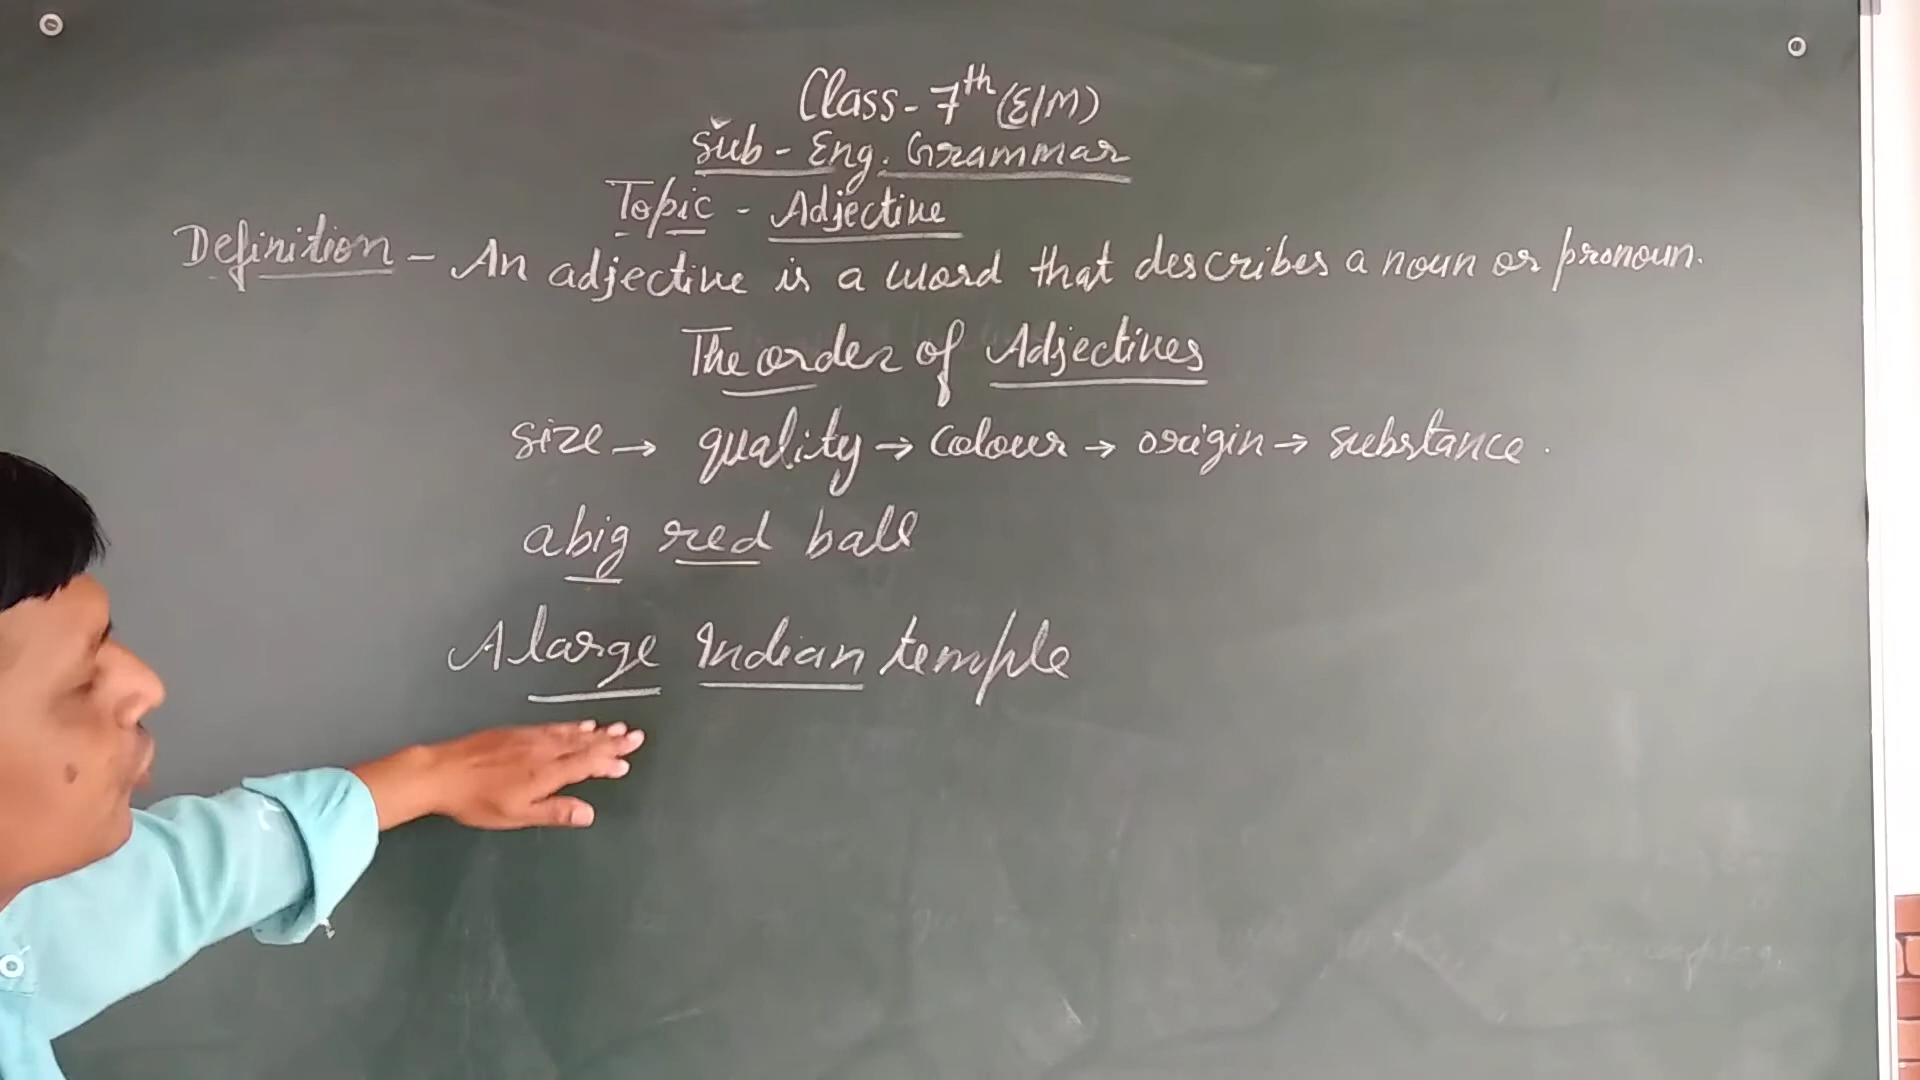 Class - 7th (E/M)
Sub - Eng. Grammar
Topic - Adjective
Definition - An adjective is a word that describes a noun or pronoun.
The order of Adjectives
size → quality → colour → origin → substance.
a big red ball
A large Indian temple